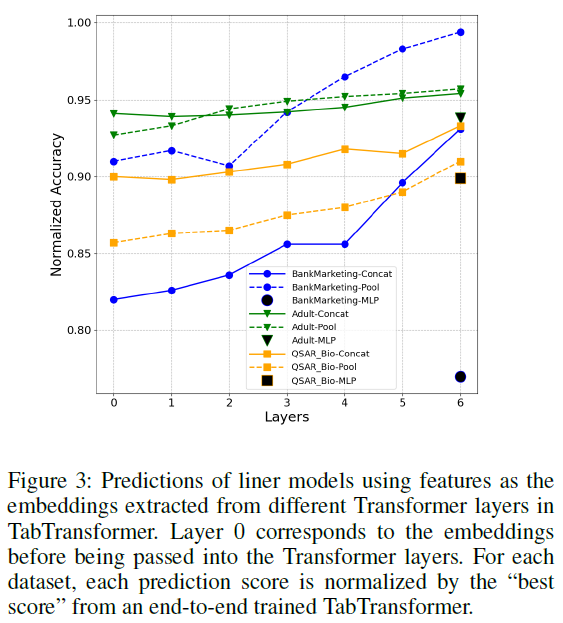 1.00
0.95
0.90
0.85
0.80
Normalized Accuracy
BankMarketing-Concat
BankMarketing-Pool
BankMarketing-MLP
Adult-Concat
Adult-Pool
Adult-MLP
QSAR_Bio-Concat
QSAR_Bio-Pool
QSAR_Bio-MLP
0 1 2 3 4 5 6
Layers
Figure 3: Predictions of liner models using features as the
embeddings extracted from different Transformer layers in
TabTransformer. Layer 0 corresponds to the embeddings
before being passed into the Transformer layers. For each
dataset, each prediction score is normalized by the “best
score” from an end-to-end trained TabTransformer.